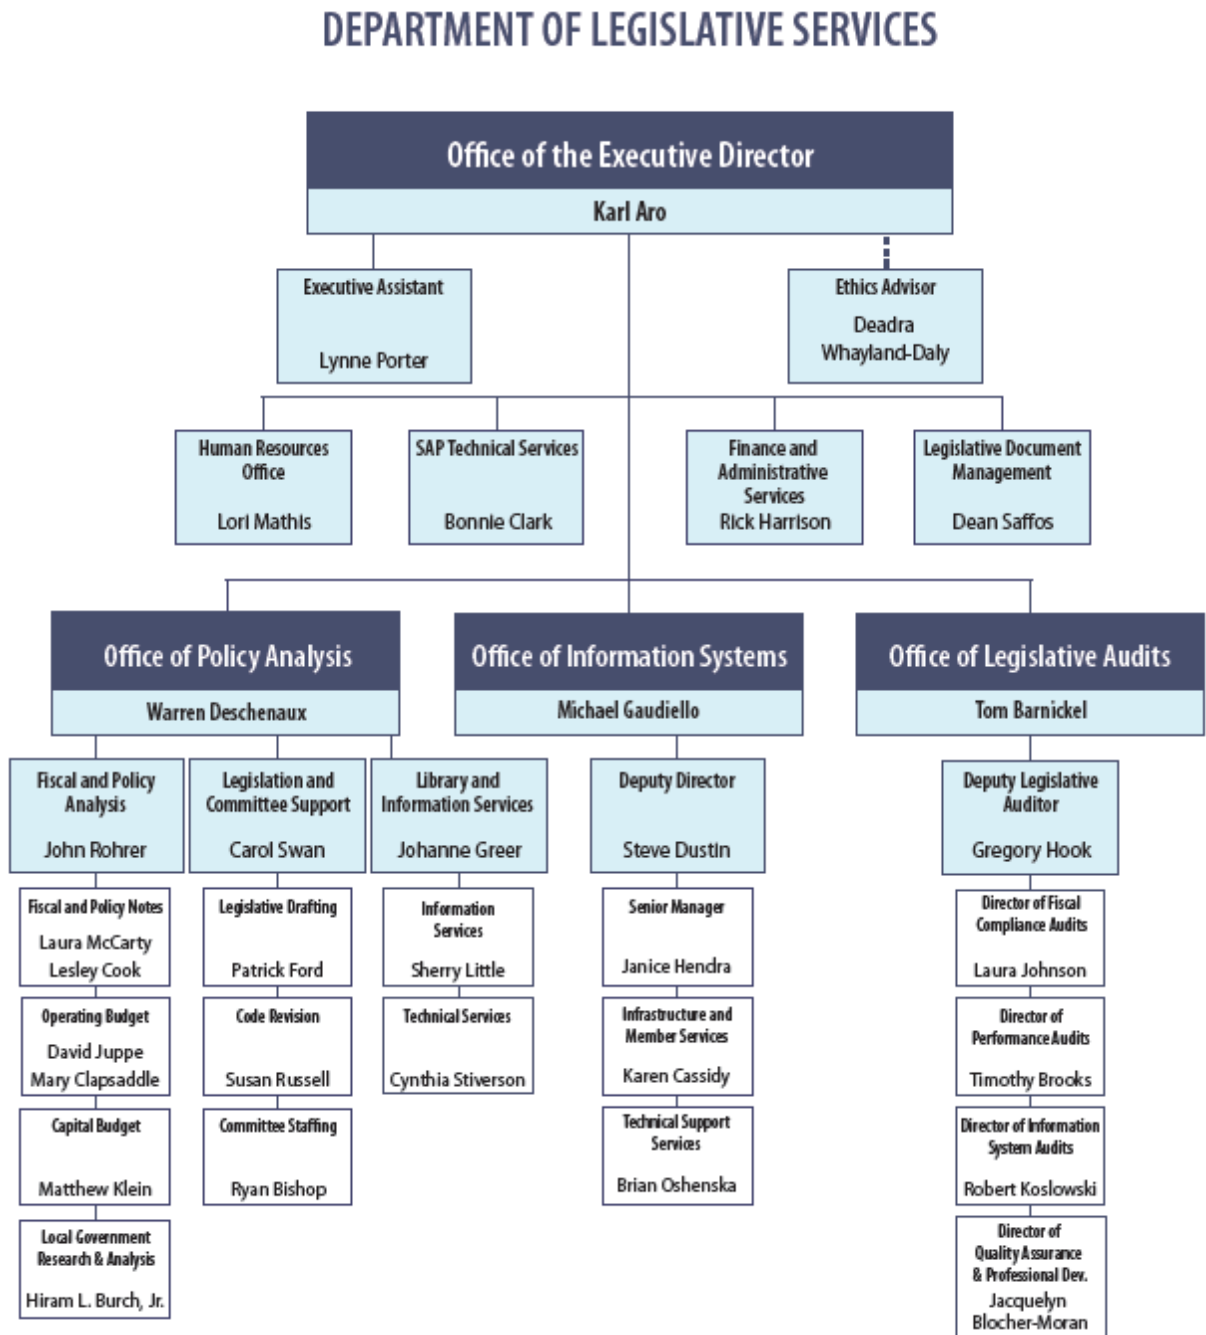 DEPARTMENT OF LEGISLATIVE SERVICES
Office of the Executive Director
Karl Aro
Executive Assistant
Lynne Porter
Ethics Advisor
Deadra
Whayland-Daly
Human Resources
Office
Lori Mathis
SAP Technical Services
Bonnie Clark
Finance and
Administrative
Services
Rick Harrison
Legislative Document
Management
Dean Saffos
Office of Policy Analysis
Warren Deschenaux
Office of Information Systems
Michael Gaudiello
Office of Legislative Audits
Tom Barnickel
Fiscal and Policy
Analysis
John Rohrer
Legislation and
Committee Support
Carol Swan
Library and
Information Services
Johanne Greer
Deputy Director
Steve Dustin
Deputy Legislative
Auditor
Gregory Hook
Fiscal and Policy Notes
Laura McCarty
Lesley Cook
Operating Budget
David Juppe
Mary Clapsaddle
Capital Budget
Matthew Klein
Local Government
Research & Analysis
Hiram L. Burch, Jr.
Legislative Drafting
Patrick Ford
Code Revision
Susan Russell
Committee Staffing
Ryan Bishop
Information
Services
Sherry Little
Technical Services
Cynthia Stiverson
Senior Manager
Janice Hendra
Infrastructure and
Member Services
Karen Cassidy
Technical Support
Services
Brian Oshenska
Director of Fiscal
Compliance Audits
Laura Johnson
Director of
Performance Audits
Timothy Brooks
Director of Information
System Audits
Robert Koslowski
Director of
Quality Assurance
& Professional Dev.
Jacquelyn
Blocher-Moran